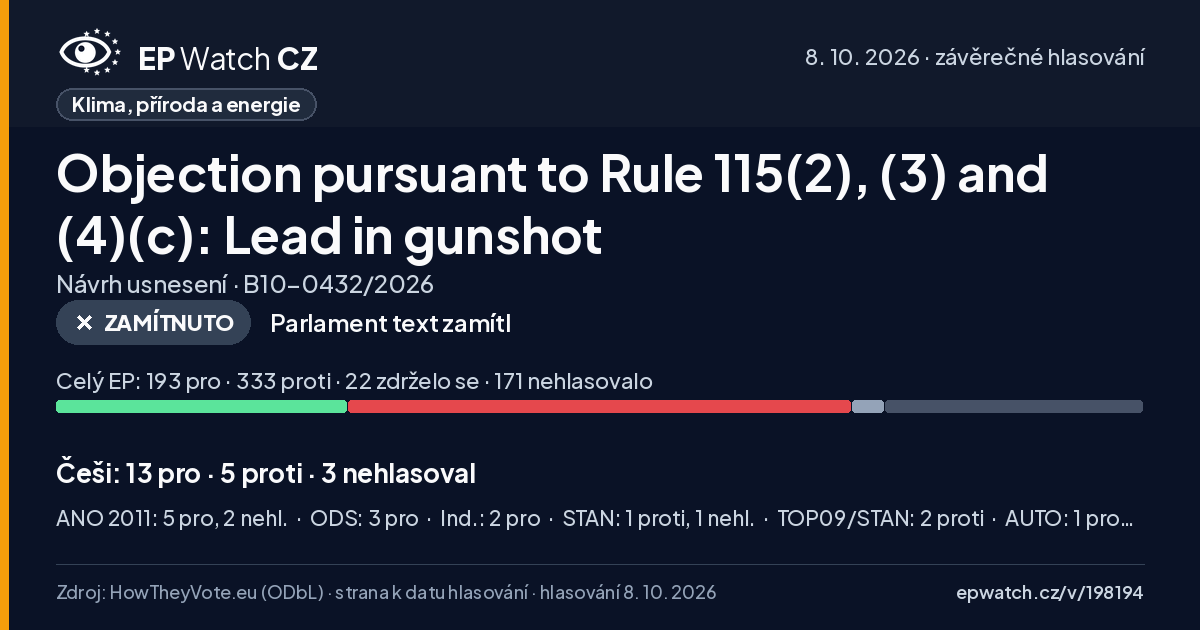 EP Watch CZ
8. 10. 2026 · závěrečné hlasování
Klima, příroda a energie
Objection pursuant to Rule 115(2), (3) and
(4)(c): Lead in gunshot
Návrh usnesení · B10-0432/2026
✕ ZAMÍTNUTO Parlament text zamítl
Celý EP: 193 pro · 333 proti · 22 zdrželo se · 171 nehlasovalo
Češi: 13 pro · 5 proti · 3 nehlasoval
ANO 2011: 5 pro, 2 nehl. · ODS: 3 pro · Ind.: 2 pro · STAN: 1 proti, 1 nehl. · TOP09/STAN: 2 proti · AUTO: 1 pro…
Zdroj: HowTheyVote.eu (ODbL) · strana k datu hlasování · hlasování 8. 10. 2026
epwatch.cz/v/198194